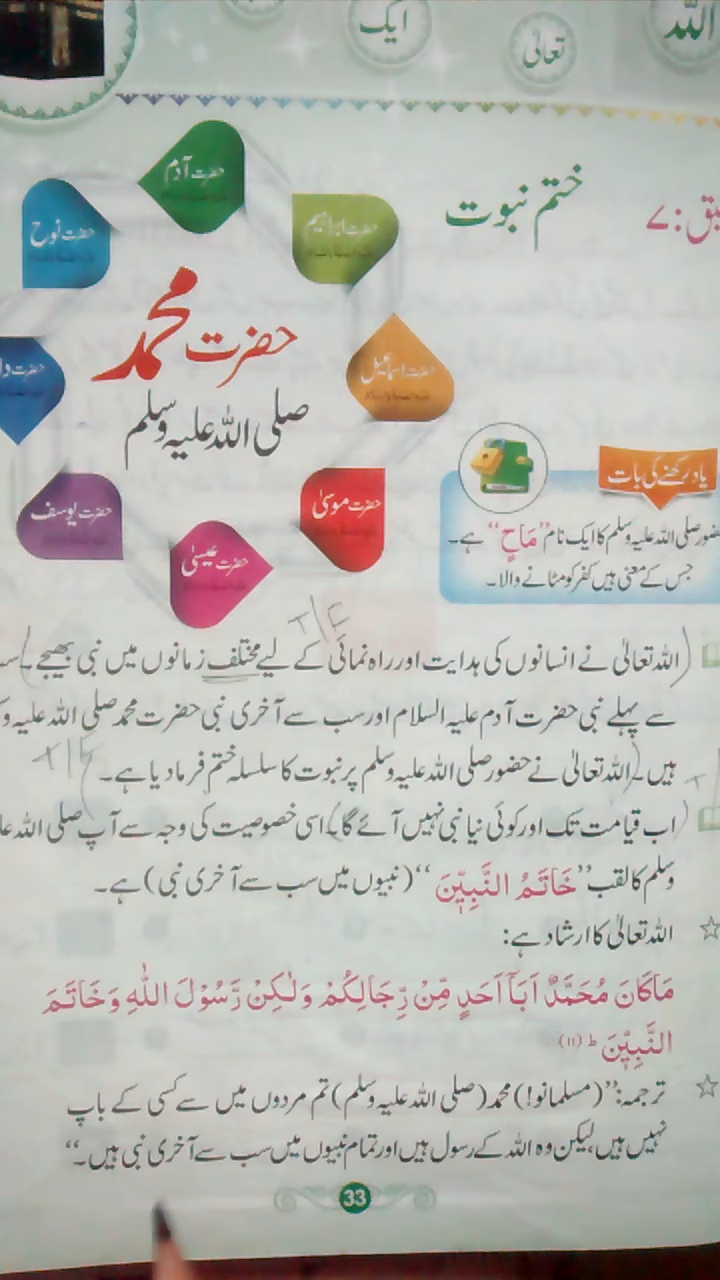 اللہ
تعالیٰ
ایک
ختم نبوت
حضرت آدم
حضرت نوح
حضرت ابراہیم
حضرت محمد
صلی اللہ علیہ وسلم
حضرت اسماعیل
حضرت یوسف
حضرت موسیٰ
حضرت عیسیٰ
یاد رکھنے کی بات
صلی اللہ علیہ وسلم کا ایک نام ”مَاحٍ“ ہے۔
جس کے معنی ہیں کفر کو مٹانے والا۔
T/F
(اللہ تعالیٰ نے انسانوں کی ہدایت اور راہ نمائی کے لیے مختلف زمانوں میں نبی بھیجے۔)
سے پہلے نبی حضرت آدم علیہ السلام اور سب سے آخری نبی حضرت محمد صلی اللہ علیہ
ہیں۔ (اللہ تعالیٰ نے حضور صلی اللہ علیہ وسلم پر نبوت کا سلسلہ ختم فرما دیا ہے۔)
(اب قیامت تک اور کوئی نیا نبی نہیں آئے گا) اسی خصوصیت کی وجہ سے آپ صلی اللہ
وسلم کا لقب ”خَاتَمُ النَّبِيّٖنَ“ (نبیوں میں سب سے آخری نبی) ہے۔
اللہ تعالیٰ کا ارشاد ہے:
مَا كَانَ مُحَمَّدٌ اَبَآ اَحَدٍ مِّنْ رِّجَالِكُمْ وَلٰكِنْ رَّسُوْلَ اللّٰهِ وَخَاتَمَ
النَّبِيّٖنَ ؕ (۱۱)
ترجمہ: ”(مسلمانو!) محمد (صلی اللہ علیہ وسلم) تم مردوں میں سے کسی کے باپ
نہیں ہیں، لیکن وہ اللہ کے رسول ہیں اور تمام نبیوں میں سب سے آخری نبی ہیں۔“
33